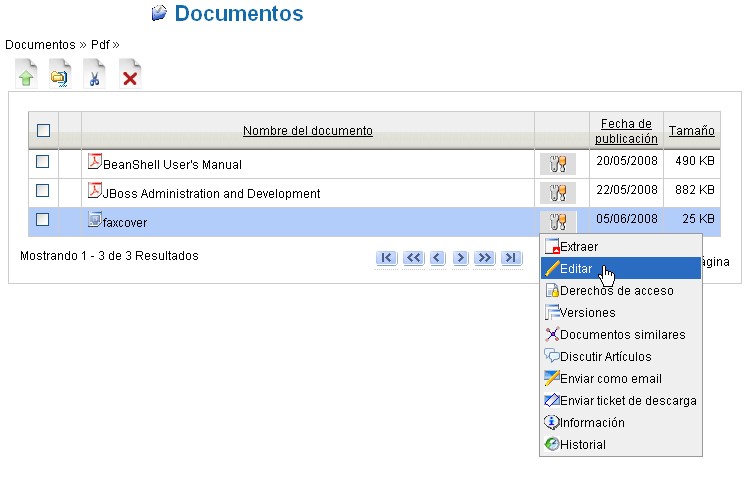 Documentos
Documentos » Pdf »
Nombre del documento
Fecha de
publicación
Tamaño
BeanShell User's Manual 20/05/2008 490 KB
JBoss Administration and Development 22/05/2008 882 KB
faxcover 05/06/2008 25 KB
Mostrando 1 - 3 de 3 Resultados
Extraer
Editar
Derechos de acceso
Versiones
Documentos similares
Discutir Artículos
Enviar como email
Enviar ticket de descarga
Información
Historial